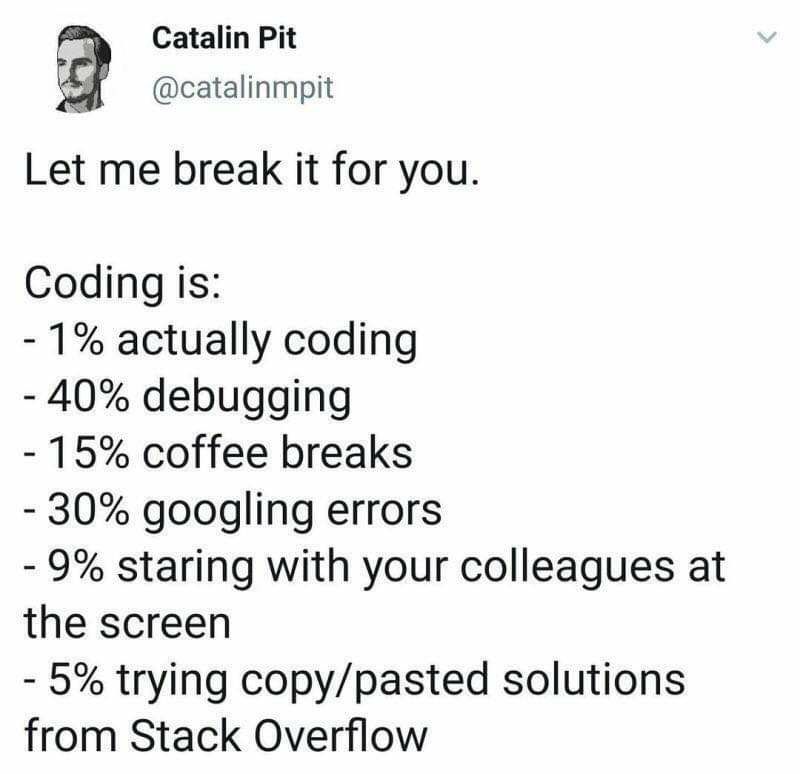 Catalin Pit
@catalinmpit
Let me break it for you.
Coding is:
- 1% actually coding
- 40% debugging
- 15% coffee breaks
- 30% googling errors
- 9% staring with your colleagues at
the screen
- 5% trying copy/pasted solutions
from Stack Overflow